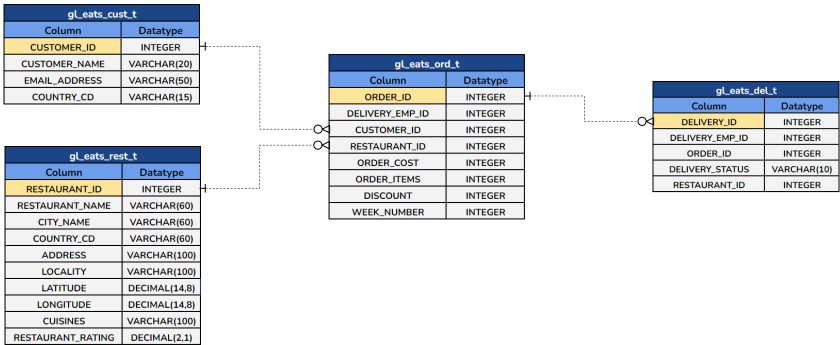 gl_eats_cust_t
Column Datatype
CUSTOMER_ID INTEGER
CUSTOMER_NAME VARCHAR(20)
EMAIL_ADDRESS VARCHAR(50)
COUNTRY_CD VARCHAR(15)
gl_eats_rest_t
Column Datatype
RESTAURANT_ID INTEGER
RESTAURANT_NAME VARCHAR(60)
CITY_NAME VARCHAR(60)
COUNTRY_CD VARCHAR(60)
ADDRESS VARCHAR(100)
LOCALITY VARCHAR(100)
LATITUDE DECIMAL(14,8)
LONGITUDE DECIMAL(14,8)
CUISINES VARCHAR(100)
RESTAURANT_RATING DECIMAL(2,1)
gl_eats_ord_t
Column Datatype
ORDER_ID INTEGER
DELIVERY_EMP_ID INTEGER
CUSTOMER_ID INTEGER
RESTAURANT_ID INTEGER
ORDER_COST INTEGER
ORDER_ITEMS INTEGER
DISCOUNT INTEGER
WEEK_NUMBER INTEGER
gl_eats_del_t
Column Datatype
DELIVERY_ID INTEGER
DELIVERY_EMP_ID INTEGER
ORDER_ID INTEGER
DELIVERY_STATUS VARCHAR(10)
RESTAURANT_ID INTEGER